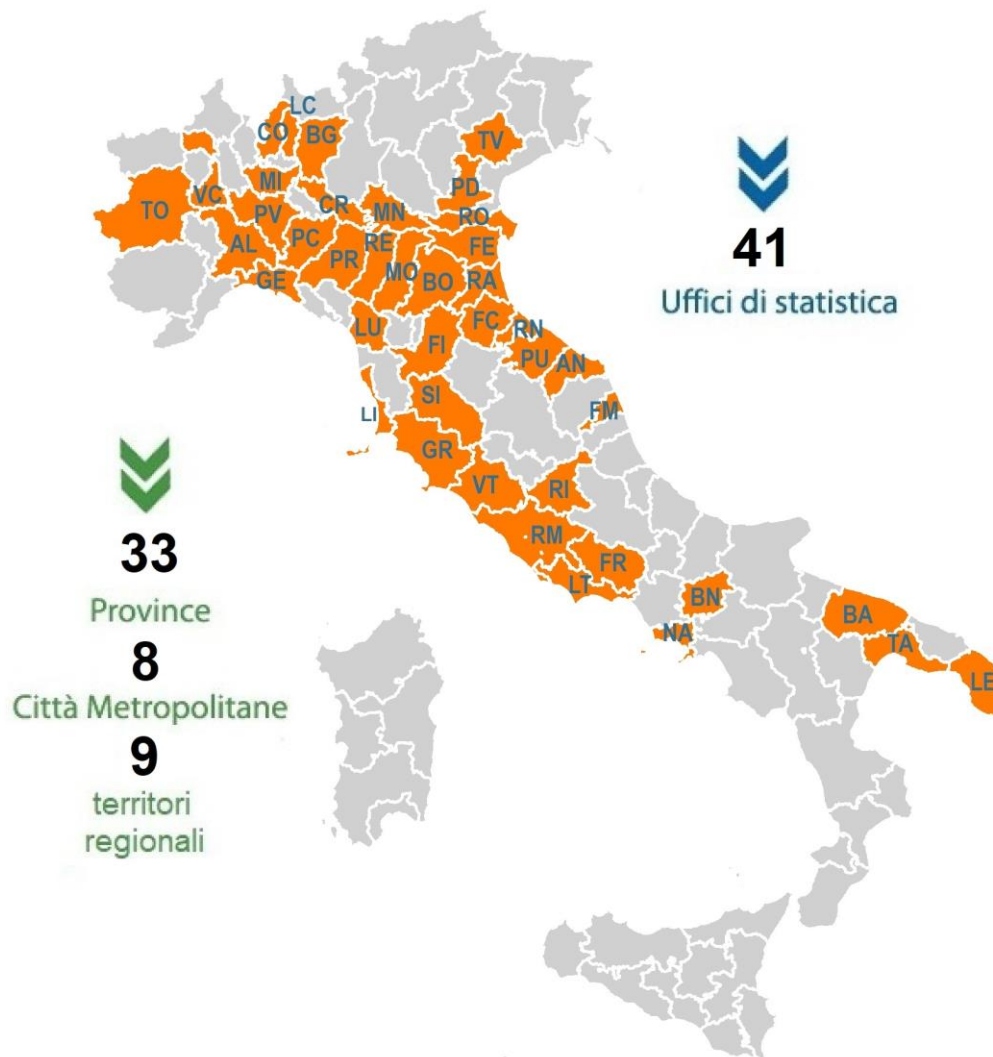 LC
CO
BG
TV
MI
VC
TO
PD
CR
MN
PV
RO
PC
RE
FE
AL
PR
MO
BO
RA
GE
FC
LU
RN
FI
PU
AN
SI
LI
FM
GR
VT
RI
RM
FR
LT
BN
NA
BA
TA
LE
41
Uffici di statistica
33
Province
8
Città Metropolitane
9
territori
regionali